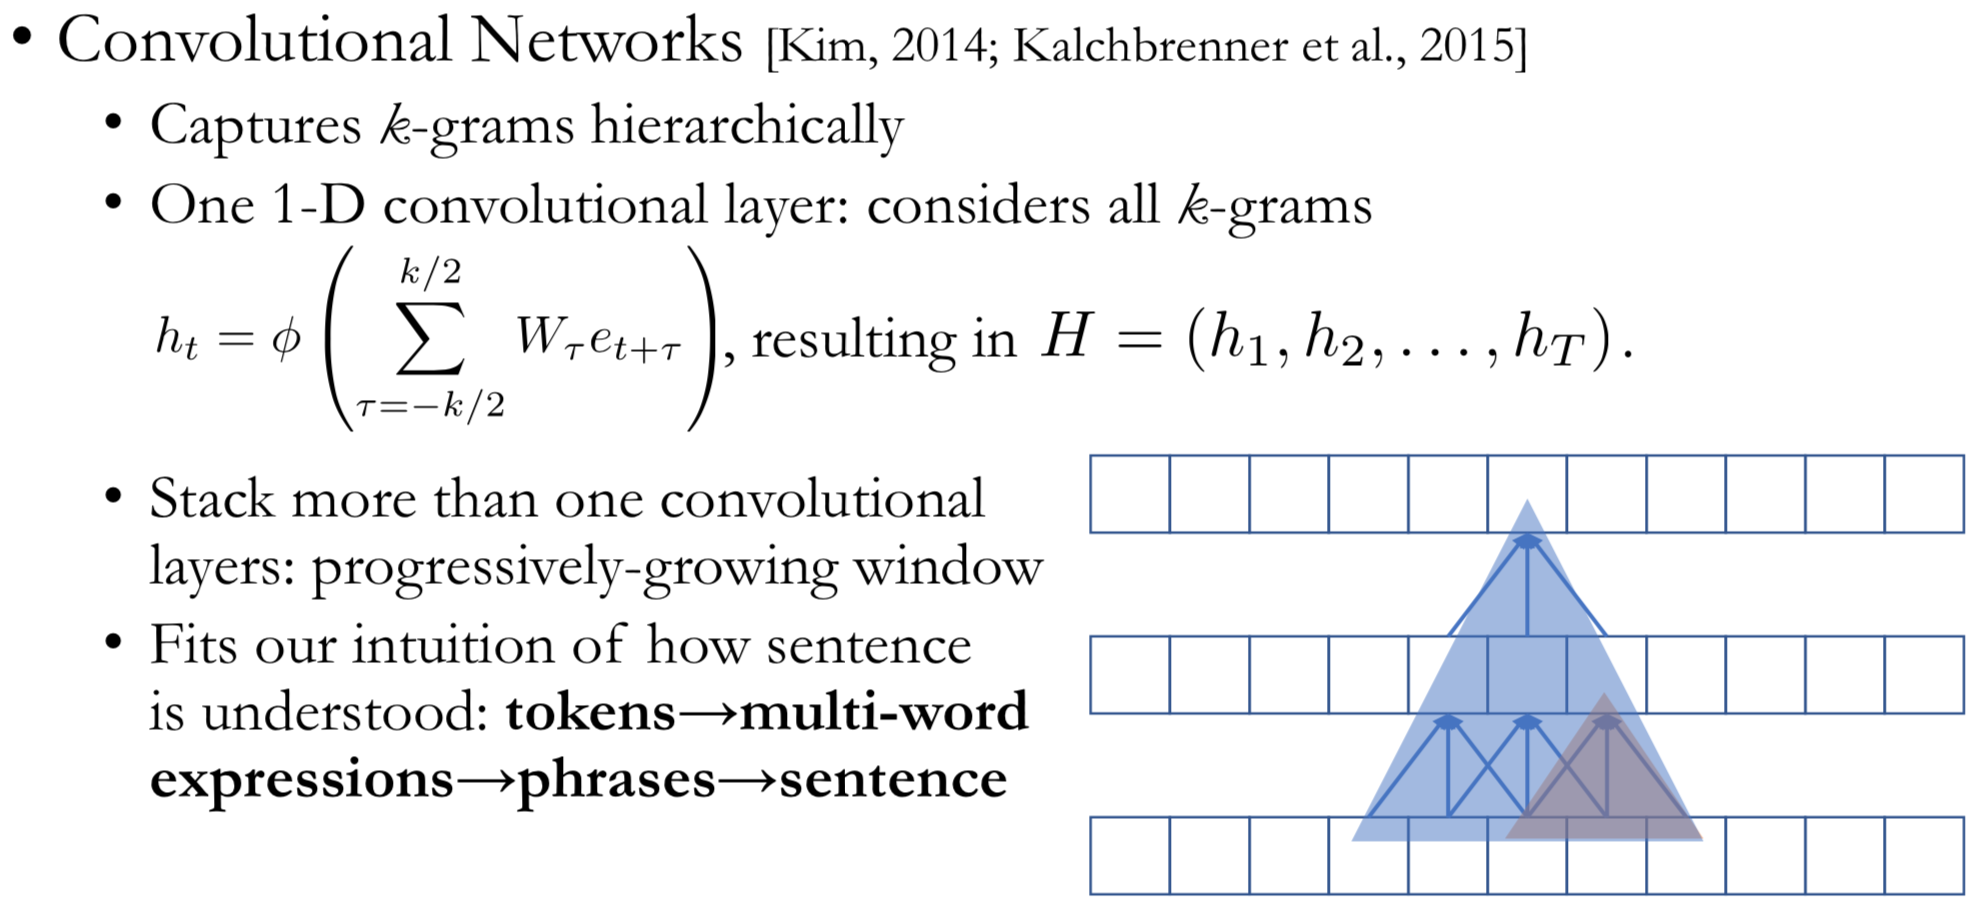 • Convolutional Networks [Kim, 2014; Kalchbrenner et al., 2015]
• Captures k-grams hierarchically
• One 1-D convolutional layer: considers all k-grams
$h_t = \phi \left( \sum_{\tau=-k/2}^{k/2} W_\tau e_{t+\tau} \right)$, resulting in $H = (h_1, h_2, \ldots, h_T)$.
• Stack more than one convolutional
layers: progressively-growing window
• Fits our intuition of how sentence
is understood: tokens→multi-word
expressions→phrases→sentence